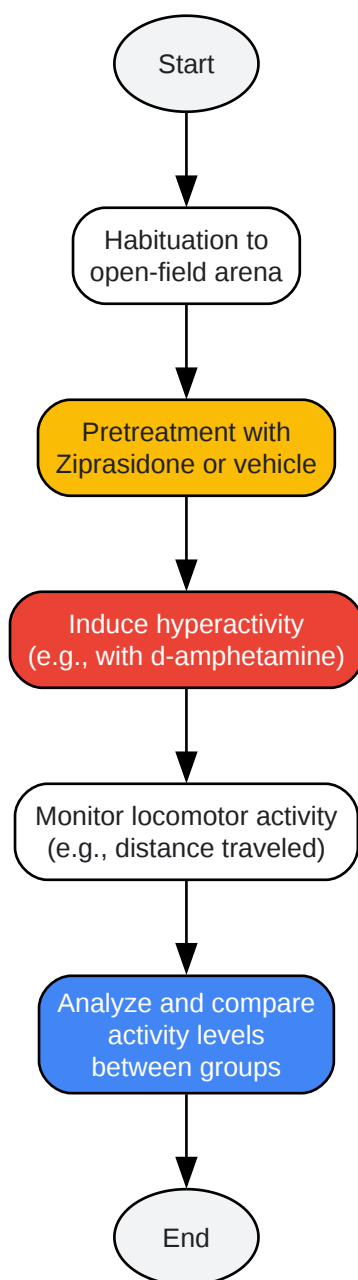 Start
Habituation to
open-field arena
Pretreatment with
Ziprasidone or vehicle
Induce hyperactivity
(e.g., with d-amphetamine)
Monitor locomotor activity
(e.g., distance traveled)
Analyze and compare
activity levels
between groups
End